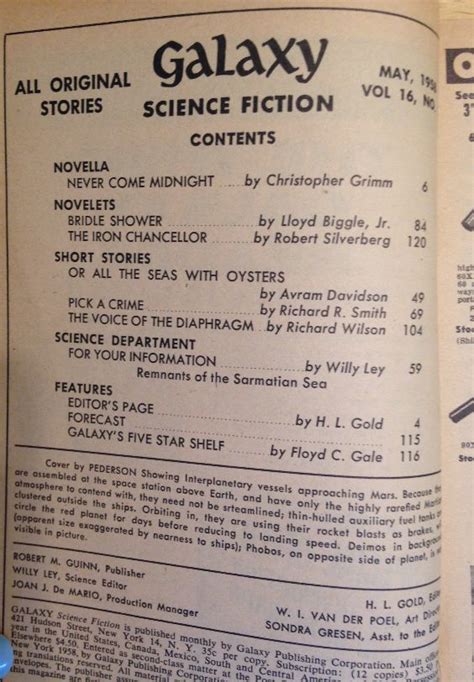 ALL ORIGINAL STORIES
Galaxy
SCIENCE FICTION
MAY, 1958
VOL 16, NO
CONTENTS
NOVELLA
NEVER COME MIDNIGHT ..... by Christopher Grimm 6
NOVELETS
BRIDLE SHOWER ..... by Lloyd Biggle, Jr. 84
THE IRON CHANCELLOR ..... by Robert Silverberg 120
SHORT STORIES
OR ALL THE SEAS WITH OYSTERS
by Avram Davidson 49
PICK A CRIME ..... by Richard R. Smith 69
THE VOICE OF THE DIAPHRAGM .. by Richard Wilson 104
SCIENCE DEPARTMENT
FOR YOUR INFORMATION ..... by Willy Ley 59
Remnants of the Sarmatian Sea
FEATURES
EDITOR'S PAGE ..... by H. L. Gold 4
FORECAST ..... 115
GALAXY'S FIVE STAR SHELF ..... by Floyd C. Gale 116
Cover by PEDERSON Showing Interplanetary vessels approaching Mars. Because they
are assembled at the space station above Earth, and have only the highly rarefied
atmosphere to contend with, they need not be srteimlined; thin-hulled auxiliary fuel tanks
clustered outside the ships. Orbiting in, they are using their rocket blasts as brakes,
circle the red planet for days before reducing to landing speed. Deimos in background
(apparent size exaggerated by nearness to ships); Phobos, on opposite side of planet, is
visible in picture.
ROBERT M. GUINN, Publisher
WILLY LEY, Science Editor
JOAN J. De MARIO, Production Manager
H. L. GOLD,
W. I. VAN DER POEL, Art
SONDRA GRESEN, Asst. to the
GALAXY Science Fiction is published monthly by Galaxy Publishing Corporation. Main
421 Hudson Street, New York 14, N. Y. 35c per copy. Subscription: (12 copies) $3.50
year in the United States, Canada, Mexico, South and Central America
Elsewhere $4.50. Entered as second-class matter at the Post
New York 1958, by Galaxy Publishing Corporation